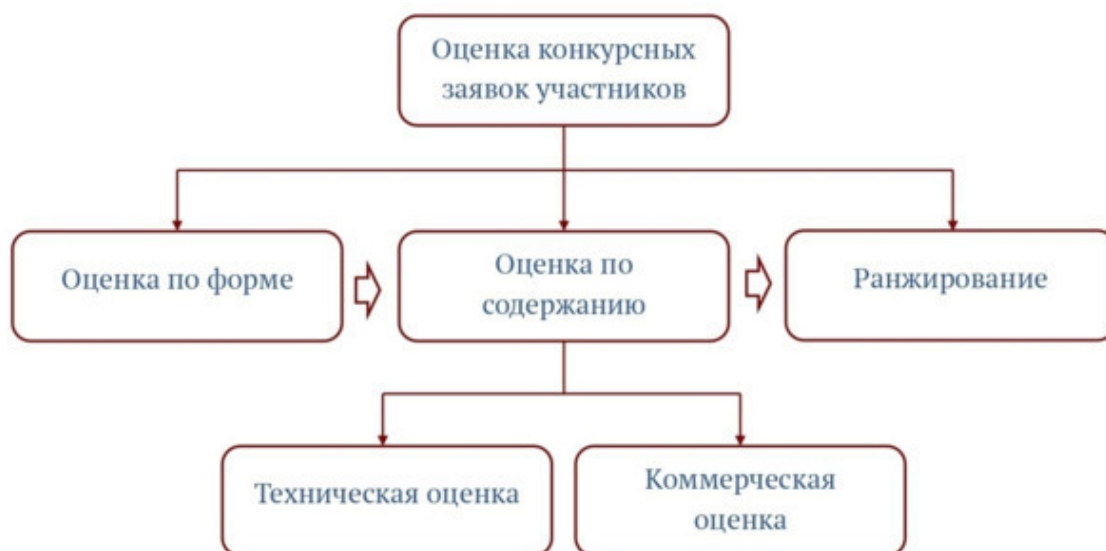 Оценка конкурсных
заявок участников
Оценка по форме
Оценка по
содержанию
Ранжирование
Техническая оценка
Коммерческая
оценка